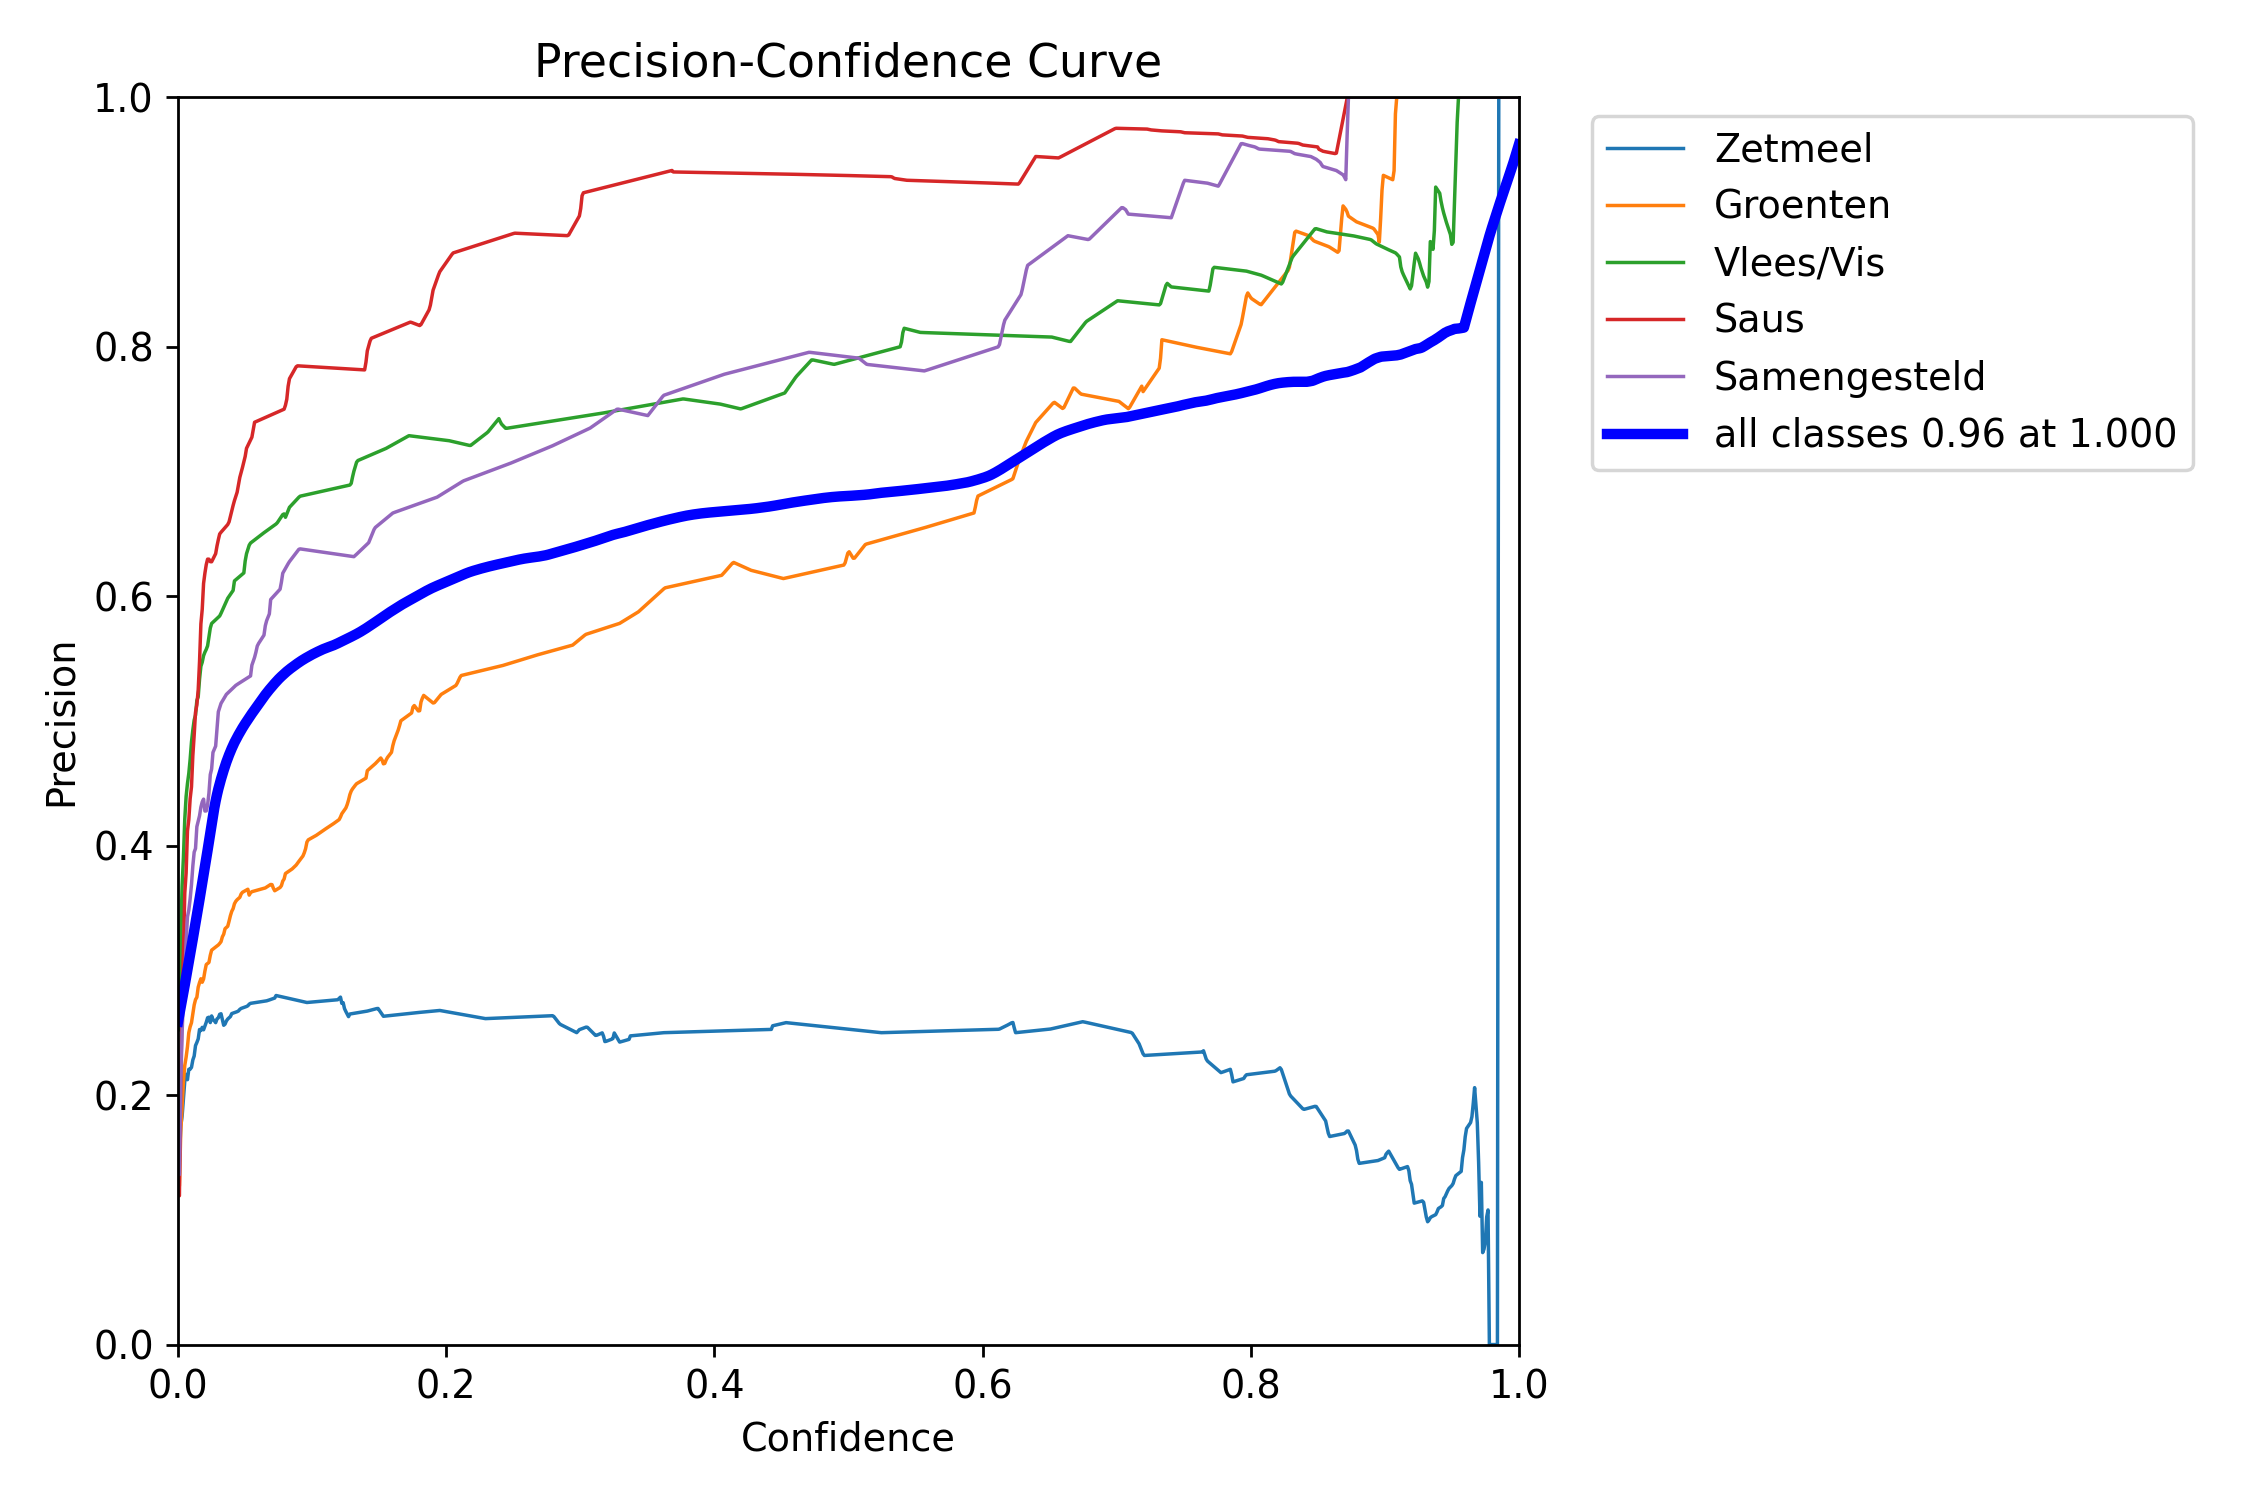 Precision-Confidence Curve
1.0
0.8
0.6
0.4
0.2
0.0
Precision
0.0 0.2 0.4 0.6 0.8 1.0
Confidence
Zetmeel
Groenten
Vlees/Vis
Saus
Samengesteld
all classes 0.96 at 1.000